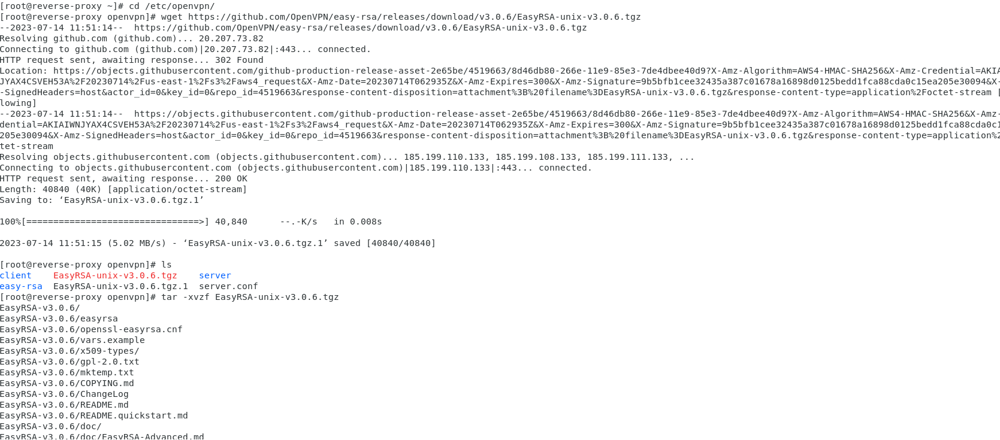 [root@reverse-proxy ~]# cd /etc/openvpn/
[root@reverse-proxy openvpn]# wget https://github.com/OpenVPN/easy-rsa/releases/download/v3.0.6/EasyRSA-unix-v3.0.6.tgz
--2023-07-14 11:51:14--  https://github.com/OpenVPN/easy-rsa/releases/download/v3.0.6/EasyRSA-unix-v3.0.6.tgz
Resolving github.com (github.com)... 20.207.73.82
Connecting to github.com (github.com)|20.207.73.82|:443... connected.
HTTP request sent, awaiting response... 302 Found
Location: https://objects.githubusercontent.com/github-production-release-asset-2e65be/4519663/8d46db80-266e-11e9-85e3-7de4dbee40d9?X-Amz-Algorithm=AWS4-HMAC-SHA256&X-Amz-Credential=AKIA
JYAX4CSVEH53A%2F20230714%2Fus-east-1%2Fs3%2Faws4_request&X-Amz-Date=20230714T062935Z&X-Amz-Expires=300&X-Amz-Signature=9b5bfb1cee32435a387c01678a16898d0125bedd1fca88cda0c15ea205e30094&X-
-SignedHeaders=host&actor_id=0&key_id=0&repo_id=4519663&response-content-disposition=attachment%3B%20filename%3DEasyRSA-unix-v3.0.6.tgz&response-content-type=application%2Foctet-stream [
lowing]
--2023-07-14 11:51:14--  https://objects.githubusercontent.com/github-production-release-asset-2e65be/4519663/8d46db80-266e-11e9-85e3-7de4dbee40d9?X-Amz-Algorithm=AWS4-HMAC-SHA256&X-Amz-
dential=AKIAIWNJYAX4CSVEH53A%2F20230714%2Fus-east-1%2Fs3%2Faws4_request&X-Amz-Date=20230714T062935Z&X-Amz-Expires=300&X-Amz-Signature=9b5bfb1cee32435a387c01678a16898d0125bedd1fca88cda0c1
205e30094&X-Amz-SignedHeaders=host&actor_id=0&key_id=0&repo_id=4519663&response-content-disposition=attachment%3B%20filename%3DEasyRSA-unix-v3.0.6.tgz&response-content-type=application%2
tet-stream
Resolving objects.githubusercontent.com (objects.githubusercontent.com)... 185.199.110.133, 185.199.108.133, 185.199.111.133, ...
Connecting to objects.githubusercontent.com (objects.githubusercontent.com)|185.199.110.133|:443... connected.
HTTP request sent, awaiting response... 200 OK
Length: 40840 (40K) [application/octet-stream]
Saving to: ‘EasyRSA-unix-v3.0.6.tgz.1’
100%[================================>] 40,840      --.-K/s   in 0.008s
2023-07-14 11:51:15 (5.02 MB/s) - ‘EasyRSA-unix-v3.0.6.tgz.1’ saved [40840/40840]
[root@reverse-proxy openvpn]# ls
client    EasyRSA-unix-v3.0.6.tgz    server
easy-rsa  EasyRSA-unix-v3.0.6.tgz.1  server.conf
[root@reverse-proxy openvpn]# tar -xvzf EasyRSA-unix-v3.0.6.tgz
EasyRSA-v3.0.6/
EasyRSA-v3.0.6/easyrsa
EasyRSA-v3.0.6/openssl-easyrsa.cnf
EasyRSA-v3.0.6/vars.example
EasyRSA-v3.0.6/x509-types/
EasyRSA-v3.0.6/gpl-2.0.txt
EasyRSA-v3.0.6/mktemp.txt
EasyRSA-v3.0.6/COPYING.md
EasyRSA-v3.0.6/ChangeLog
EasyRSA-v3.0.6/README.md
EasyRSA-v3.0.6/README.quickstart.md
EasyRSA-v3.0.6/doc/
EasyRSA-v3.0.6/doc/EasyRSA-Advanced.md